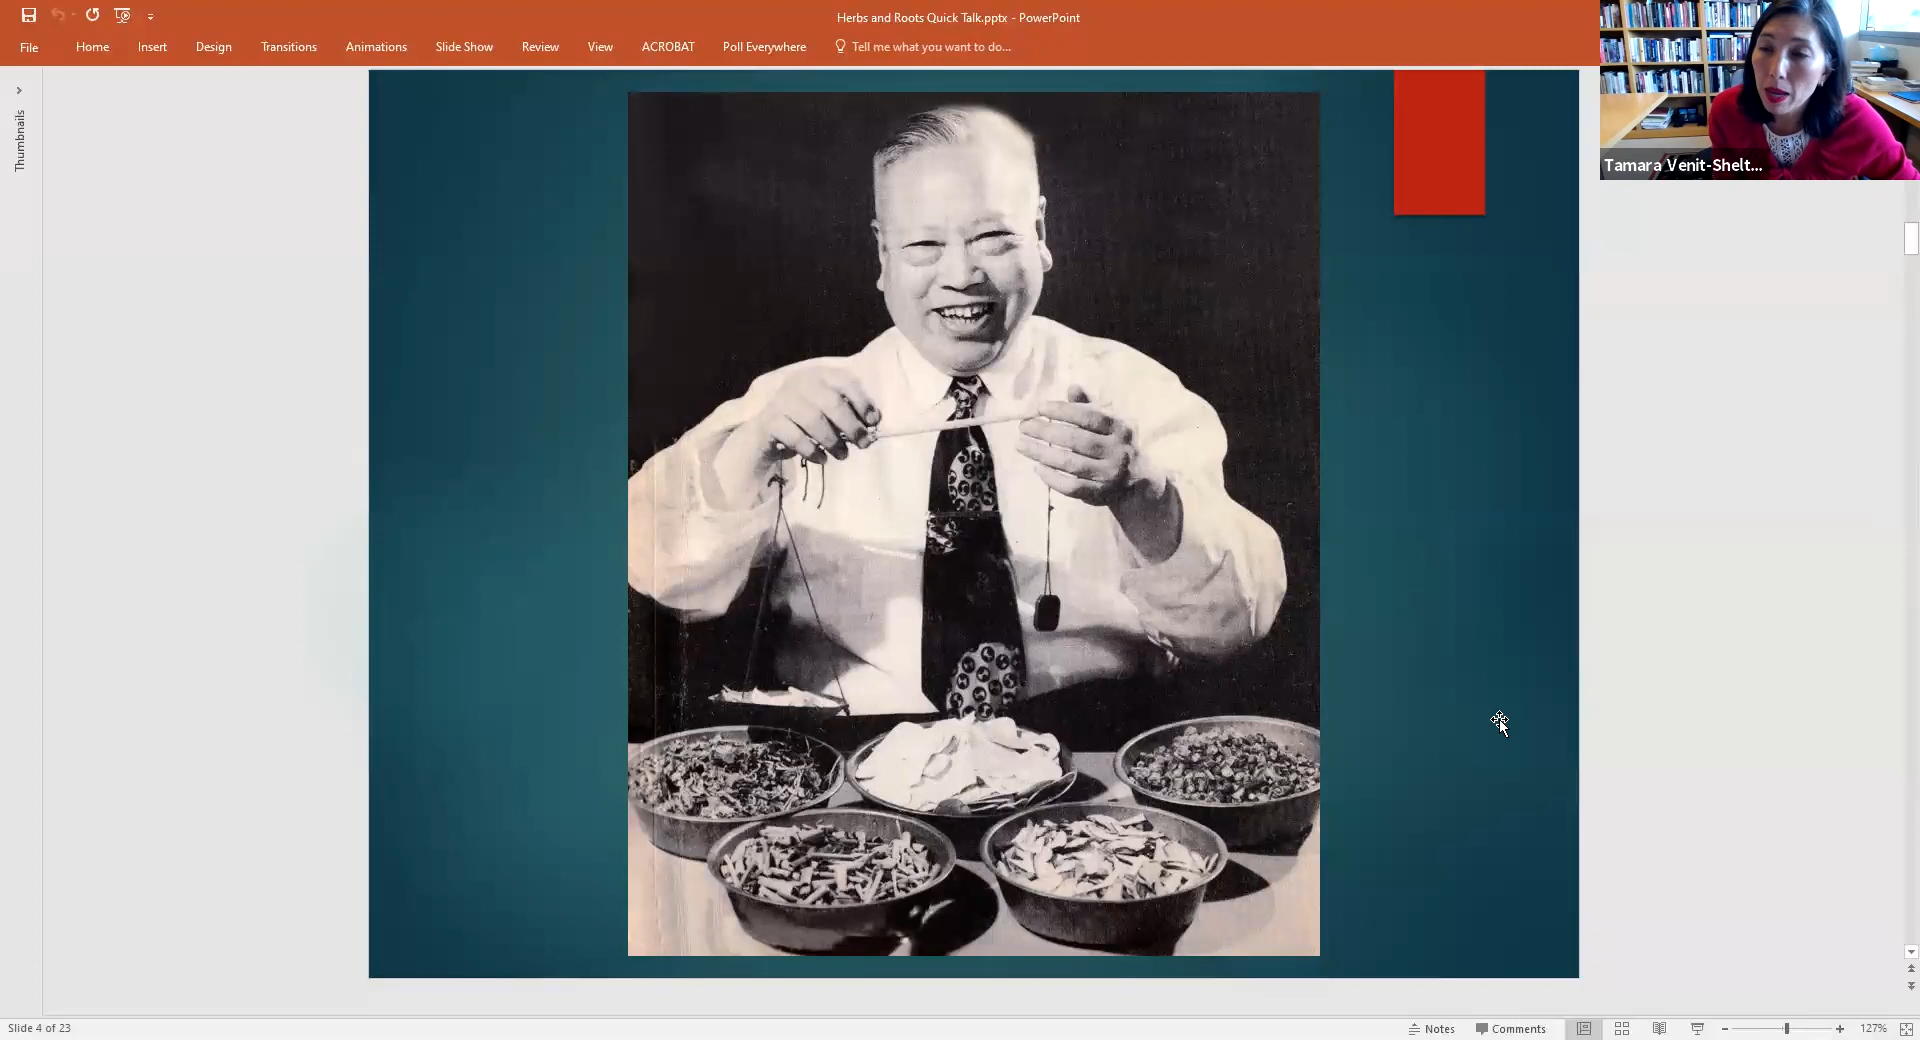 Herbs and Roots Quick Talk.pptx - PowerPoint
File Home Insert Design Transitions Animations Slide Show Review View ACROBAT Poll Everywhere Tell me what you want to do...
Thumbnails
Tamara Venit-Shelt...
Slide 4 of 23
Notes Comments 127%